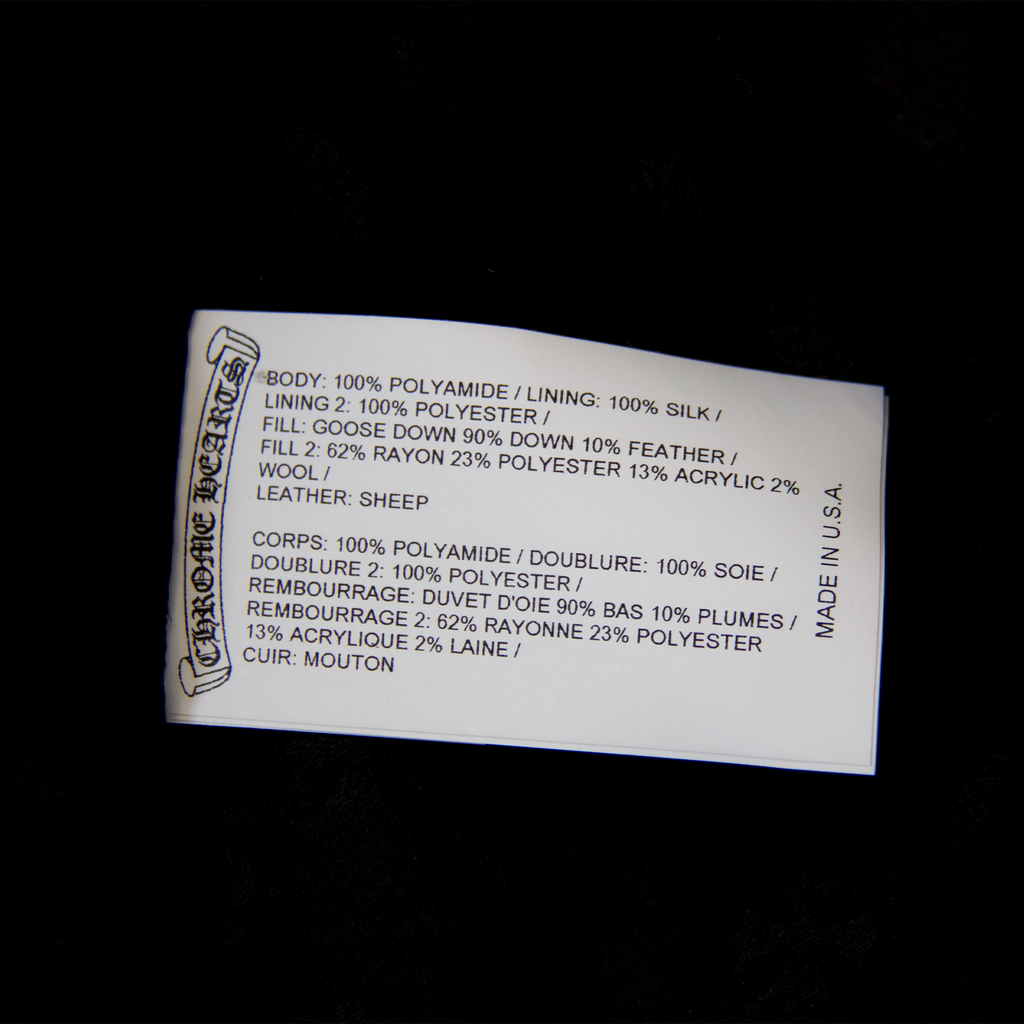 CHROME HEARTS
BODY: 100% POLYAMIDE / LINING: 100% SILK /
LINING 2: 100% POLYESTER /
FILL: GOOSE DOWN 90% DOWN 10% FEATHER /
FILL 2: 62% RAYON 23% POLYESTER 13% ACRYLIC 2%
WOOL /
LEATHER: SHEEP
CORPS: 100% POLYAMIDE / DOUBLURE: 100% SOIE /
DOUBLURE 2: 100% POLYESTER /
REMBOURRAGE: DUVET D'OIE 90% BAS 10% PLUMES /
REMBOURRAGE 2: 62% RAYONNE 23% POLYESTER
13% ACRYLIQUE 2% LAINE /
CUIR: MOUTON
MADE IN U.S.A.